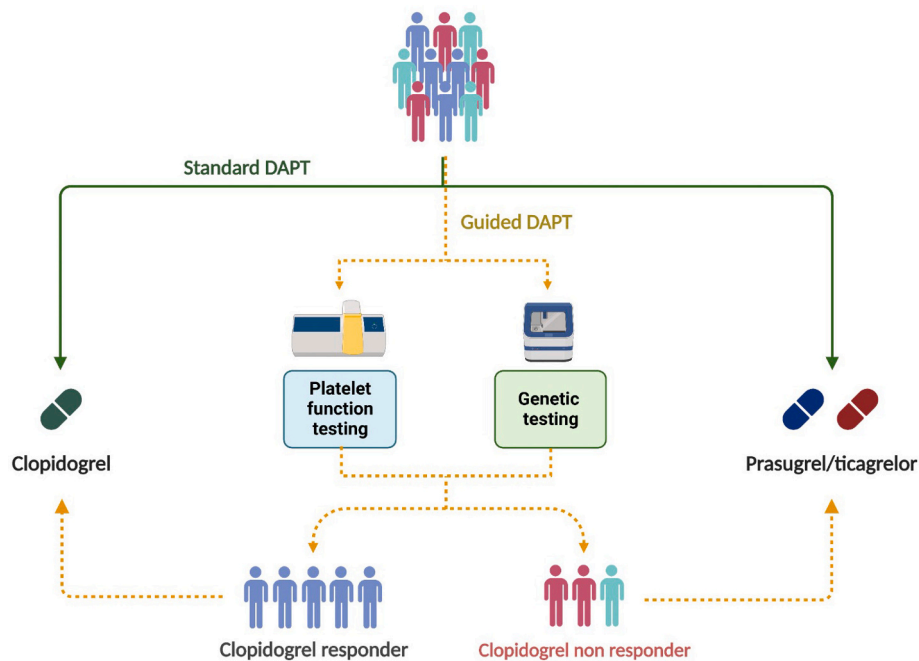 Standard DAPT
Guided DAPT
Platelet
function
testing
Genetic
testing
Clopidogrel
Prasugrel/ticagrelor
Clopidogrel responder
Clopidogrel non responder